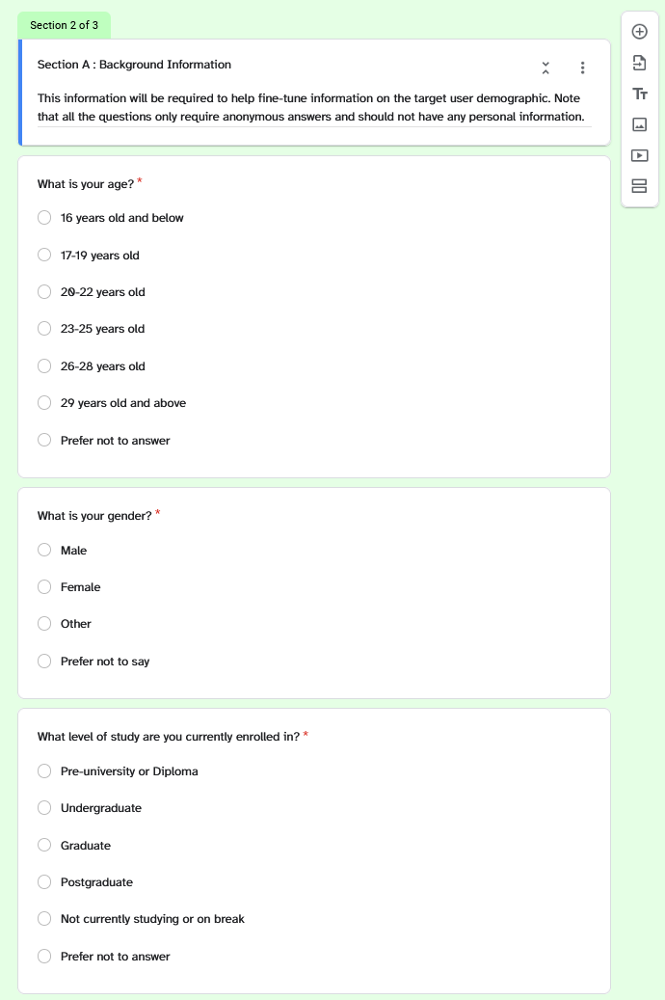 Section 2 of 3
Section A : Background Information
This information will be required to help fine-tune information on the target user demographic. Note
that all the questions only require anonymous answers and should not have any personal information.
What is your age? *
16 years old and below
17-19 years old
20-22 years old
23-25 years old
26-28 years old
29 years old and above
Prefer not to answer
What is your gender? *
Male
Female
Other
Prefer not to say
What level of study are you currently enrolled in? *
Pre-university or Diploma
Undergraduate
Graduate
Postgraduate
Not currently studying or on break
Prefer not to answer